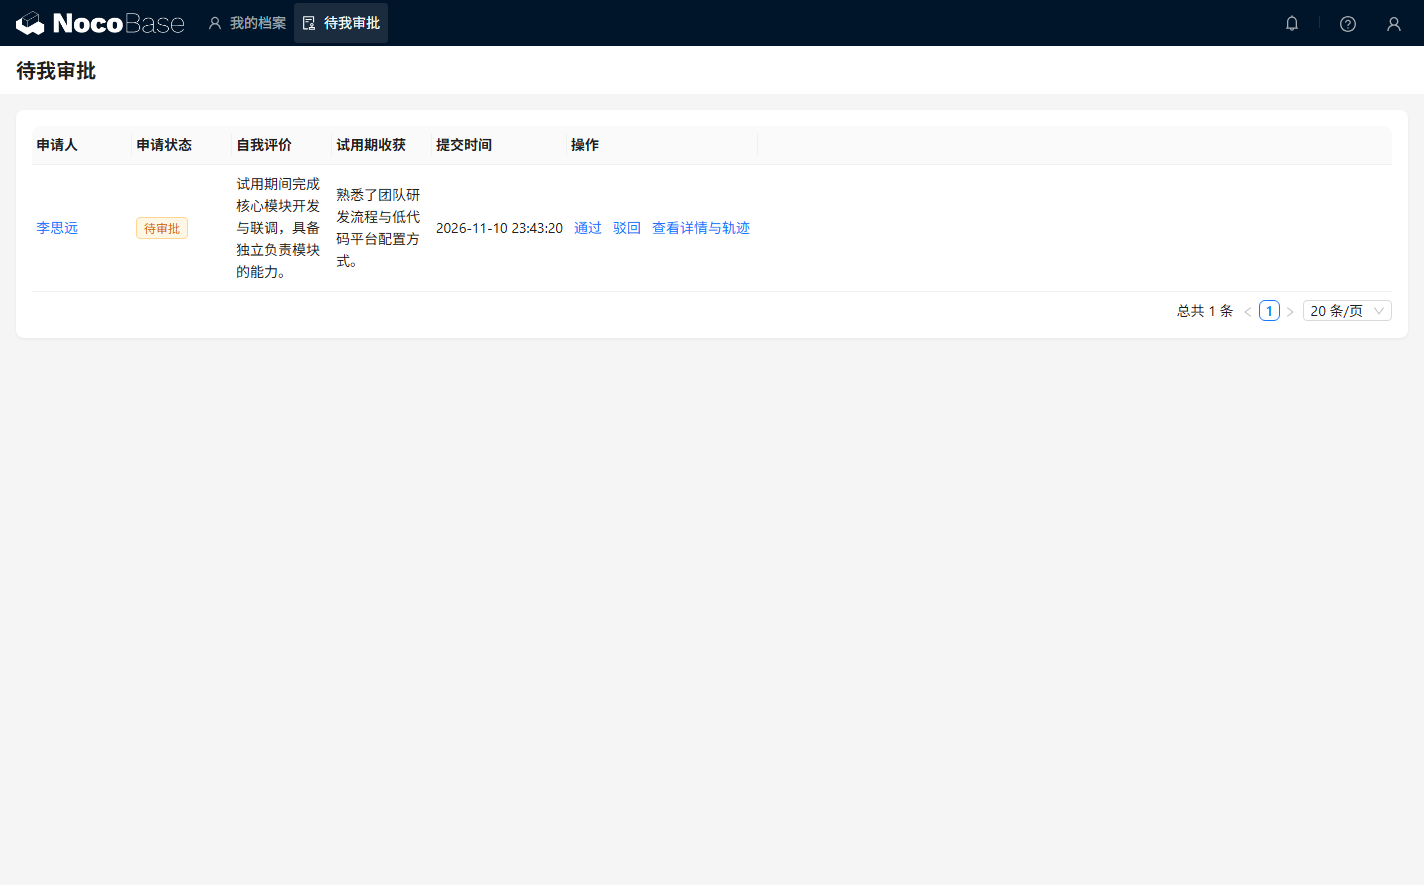 NocoBase 我的档案 待我审批
待我审批
申请人 申请状态 自我评价 试用期收获 提交时间 操作
李思远
待审批
试用期间完成
核心模块开发
与联调，具备
独立负责模块
的能力。
熟悉了团队研
发流程与低代
码平台配置方
式。
2026-11-10 23:43:20
通过 驳回 查看详情与轨迹
总共 1 条 < 1 > 20 条/页